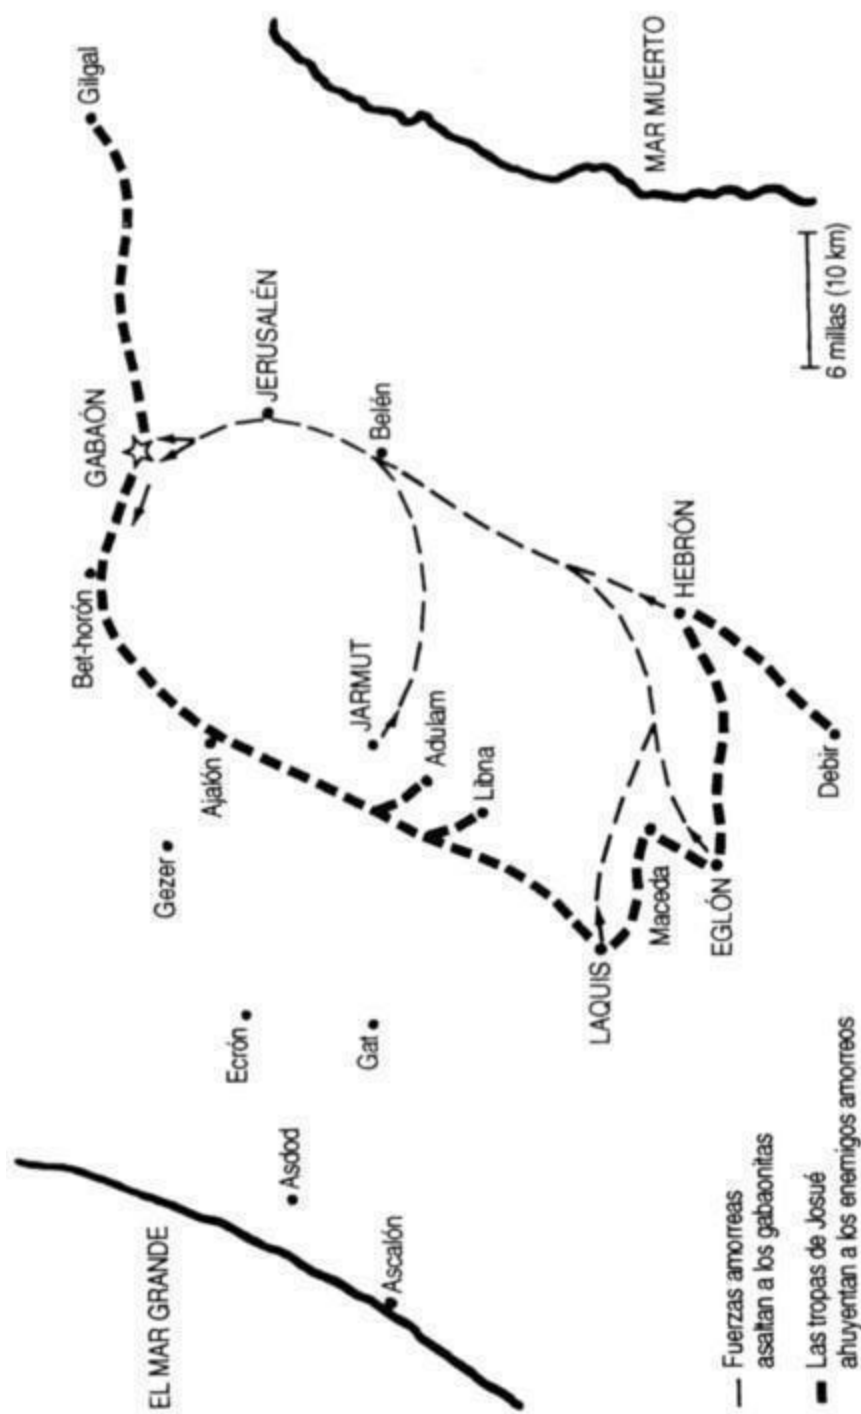 Gilgal
GABAÓN
Bet-horón
JERUSALÉN
Ajalón
Gezer
MAR MUERTO
Belén
JARMUT
Adulam
Libna
Ecrón
Gat
EL MAR GRANDE
Asdod
Ascalón
HEBRÓN
LAQUIS
Maceda
EGLÓN
Debir
6 millas (10 km)
Fuerzas amorreas
asaltan a los gabaonitas
Las tropas de Josué
ahuyentan a los enemigos amorreos